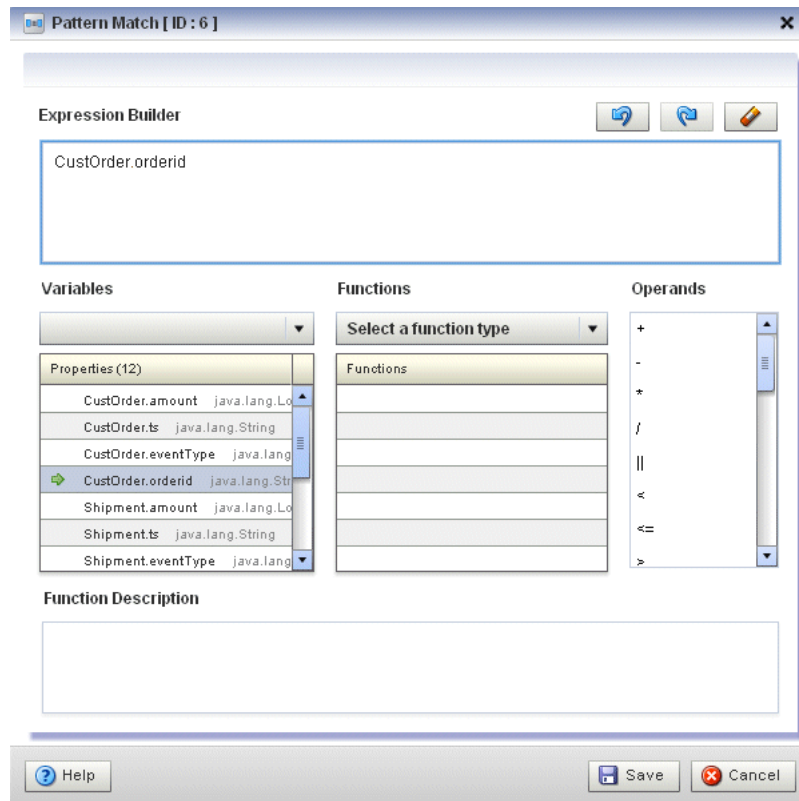 Pattern Match [ ID : 6 ]
Expression Builder
CustOrder.orderid
Variables
Functions
Operands
Select a function type
Properties (12)
CustOrder.amount java.lang.Lo
CustOrder.ts java.lang.String
CustOrder.eventType java.lang
CustOrder.orderid java.lang.Str
Shipment.amount java.lang.Lo
Shipment.ts java.lang.String
Shipment.eventType java.lang
Functions
+
-
*
/
||
<
<=
>
Function Description
Help
Save
Cancel